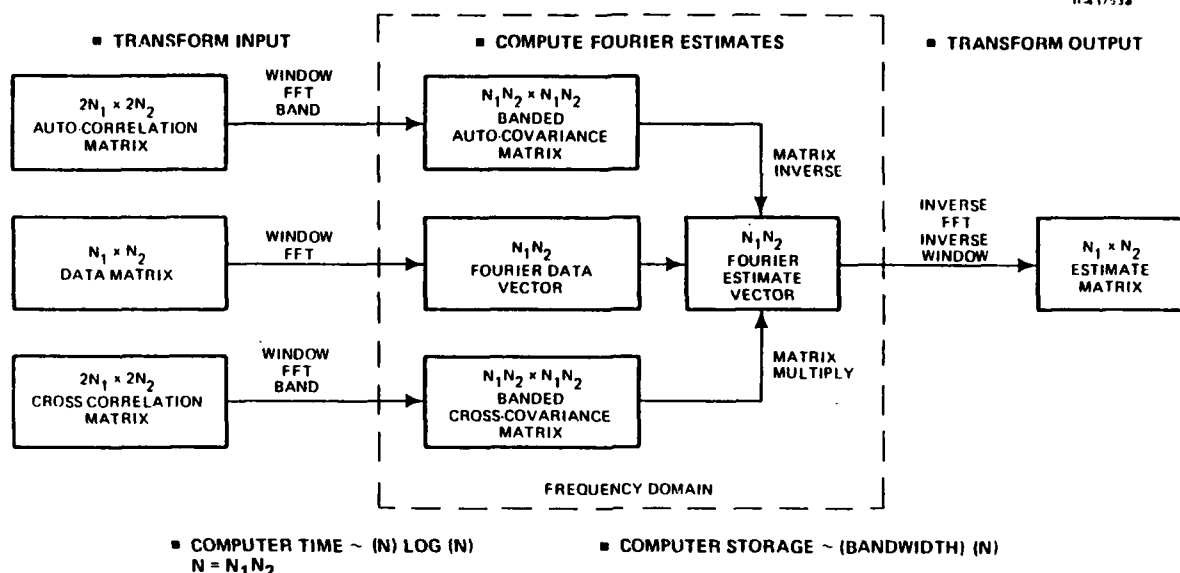 ■ TRANSFORM INPUT
■ COMPUTE FOURIER ESTIMATES
■ TRANSFORM OUTPUT
2N₁ × 2N₂
AUTO-CORRELATION
MATRIX
WINDOW
FFT
BAND
N₁N₂ × N₁N₂
BANDED
AUTO-COVARIANCE
MATRIX
MATRIX
INVERSE
N₁ × N₂
DATA MATRIX
WINDOW
FFT
N₁N₂
FOURIER DATA
VECTOR
N₁N₂
FOURIER
ESTIMATE
VECTOR
INVERSE
FFT
INVERSE
WINDOW
N₁ × N₂
ESTIMATE
MATRIX
2N₁ × 2N₂
CROSS CORRELATION
MATRIX
WINDOW
FFT
BAND
N₁N₂ × N₁N₂
BANDED
CROSS-COVARIANCE
MATRIX
MATRIX
MULTIPLY
FREQUENCY DOMAIN
■ COMPUTER TIME ~ (N) LOG (N)
N = N₁N₂
■ COMPUTER STORAGE ~ (BANDWIDTH) (N)